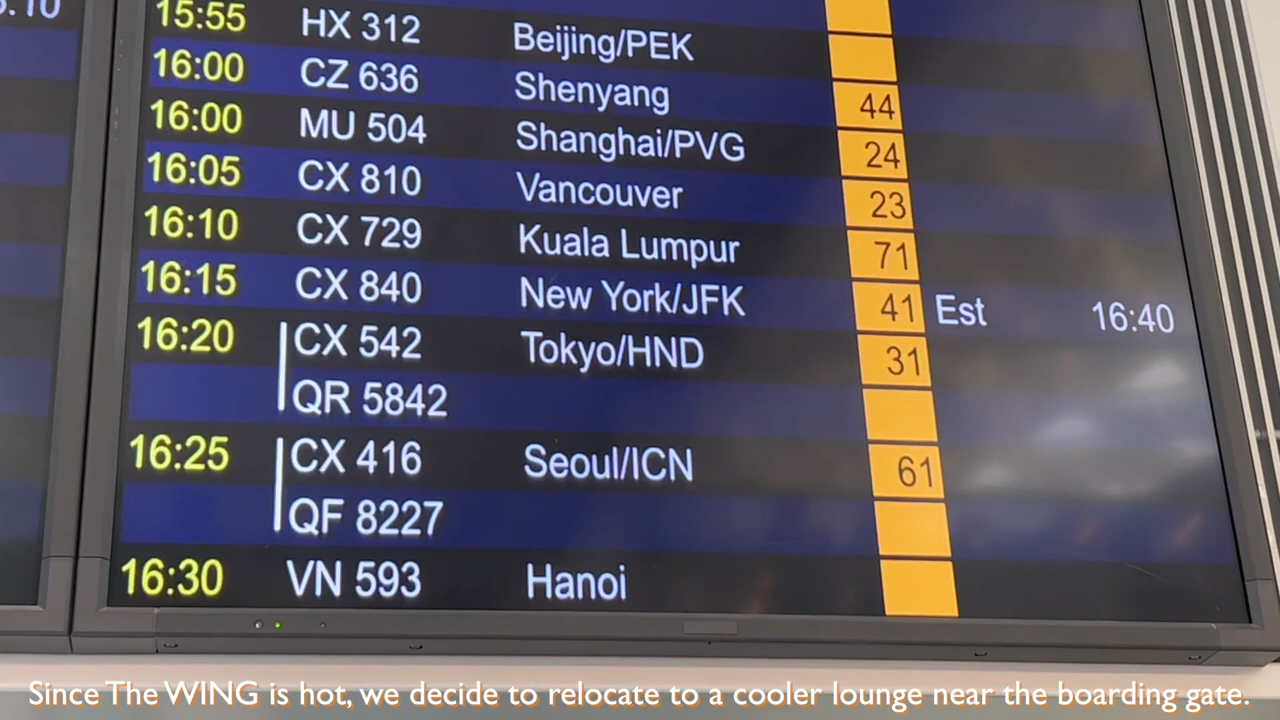 15:55 HX 312 Beijing/PEK
16:00 CZ 636 Shenyang 44
16:00 MU 504 Shanghai/PVG 24
16:05 CX 810 Vancouver 23
16:10 CX 729 Kuala Lumpur 71
16:15 CX 840 New York/JFK 41 Est 16:40
16:20 CX 542 Tokyo/HND 31
QR 5842
16:25 CX 416 Seoul/ICN 61
QF 8227
16:30 VN 593 Hanoi
Since The WING is hot, we decide to relocate to a cooler lounge near the boarding gate.